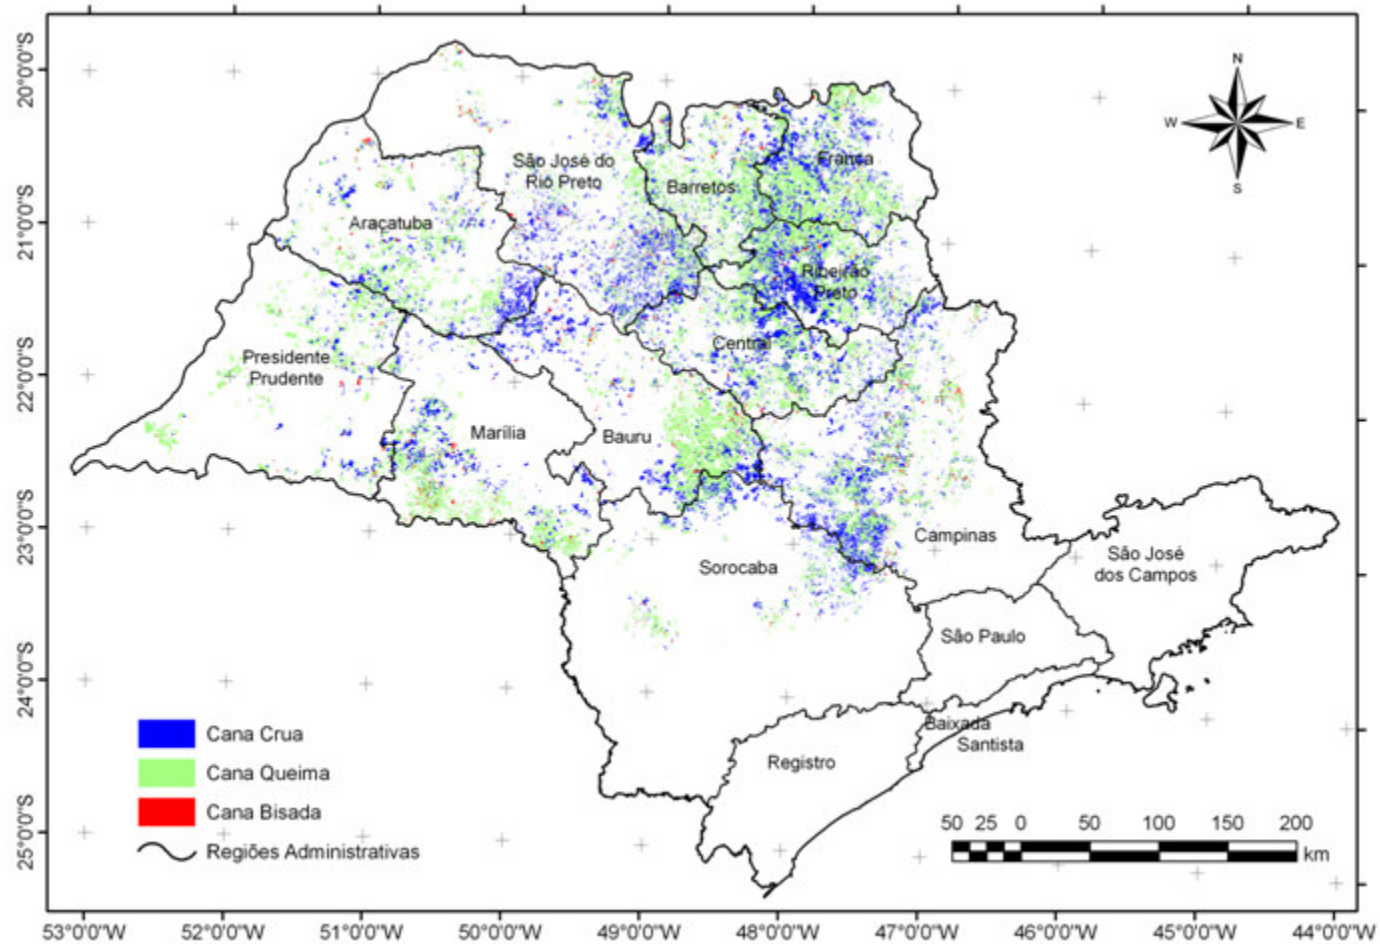 N
W E
S
20°0'0"S
21°0'0"S
22°0'0"S
23°0'0"S
24°0'0"S
25°0'0"S
São José do
Rio Preto
Barretos
Franca
Araçatuba
Ribeirão
Preto
Central
Presidente
Prudente
Marília
Bauru
Campinas
São José
dos Campos
Sorocaba
São Paulo
Baixada
Santista
Registro
Cana Crua
Cana Queima
Cana Bisada
Regiões Administrativas
50 25 0 50 100 150 200
km
53°0'0"W 52°0'0"W 51°0'0"W 50°0'0"W 49°0'0"W 48°0'0"W 47°0'0"W 46°0'0"W 45°0'0"W 44°0'0"W